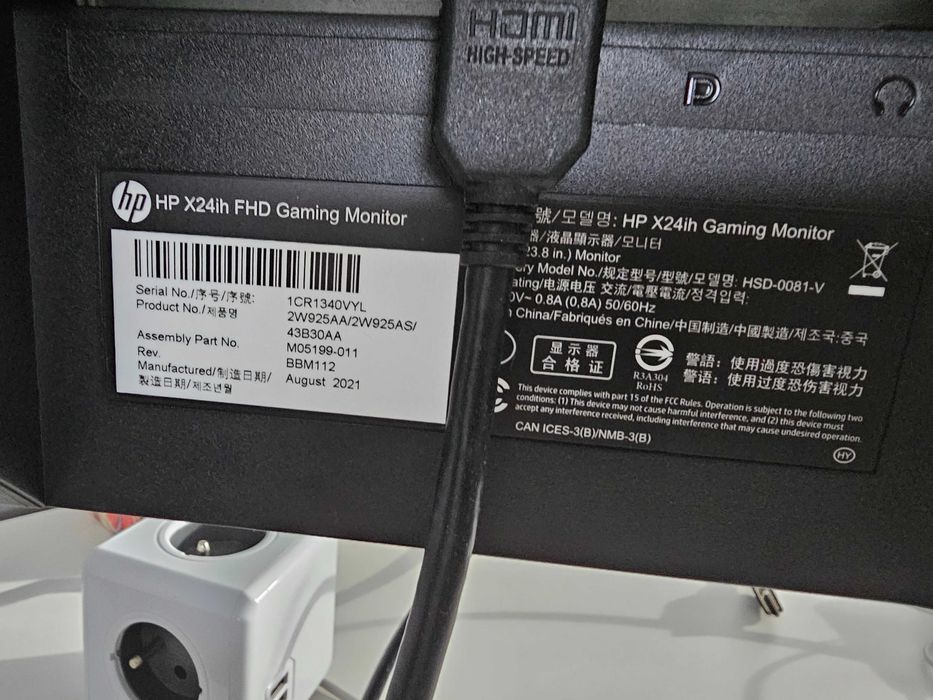 HDMI
HIGH-SPEED
hp HP X24ih FHD Gaming Monitor
Serial No./序号/序號: 1CR1340VYL
Product No./제품명 2W925AA/2W925AS/
43B30AA
Assembly Part No. M05199-011
Rev. BBM112
Manufactured/制造日期/ August 2021
製造日期/제조년월
號/모델명: HP X24ih Gaming Monitor
器/液晶顯示器/모니터
23.8 in.) Monitor
Model No./规定型号/型號/모델명: HSD-0081-V
/电源电压 交流/電壓電流/정격입력:
0.8A (0,8A) 50/60Hz
China/Fabriqués en Chine/中国制造/中國製造/제조국:중국
显示器
合格证
R3A304
RoHS
警語: 使用過度恐傷害視力
警语: 使用过度恐伤害视力
This device complies with part 15 of the FCC Rules. Operation is subject to the following two
conditions: (1) This device may not cause harmful interference, and (2) this device must
accept any interference received, including interference that may cause undesired operation.
CAN ICES-3(B)/NMB-3(B)
HY